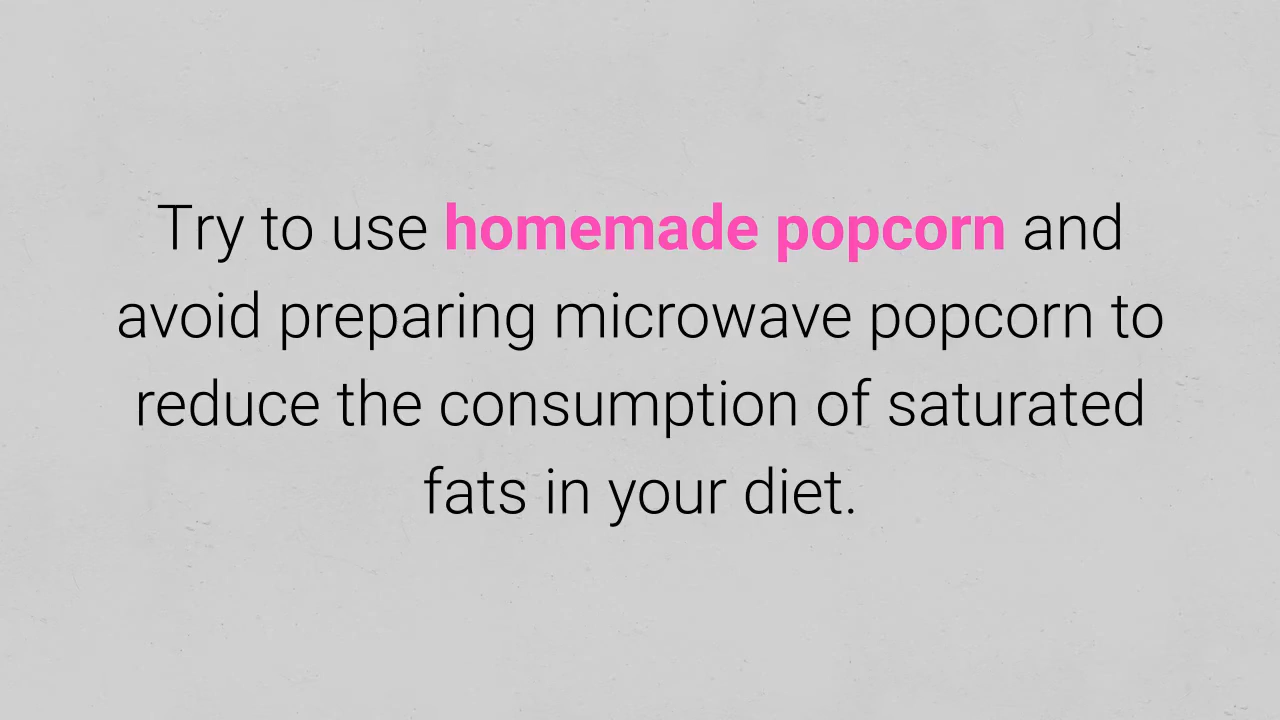 Try to use homemade popcorn and
avoid preparing microwave popcorn to
reduce the consumption of saturated
fats in your diet.